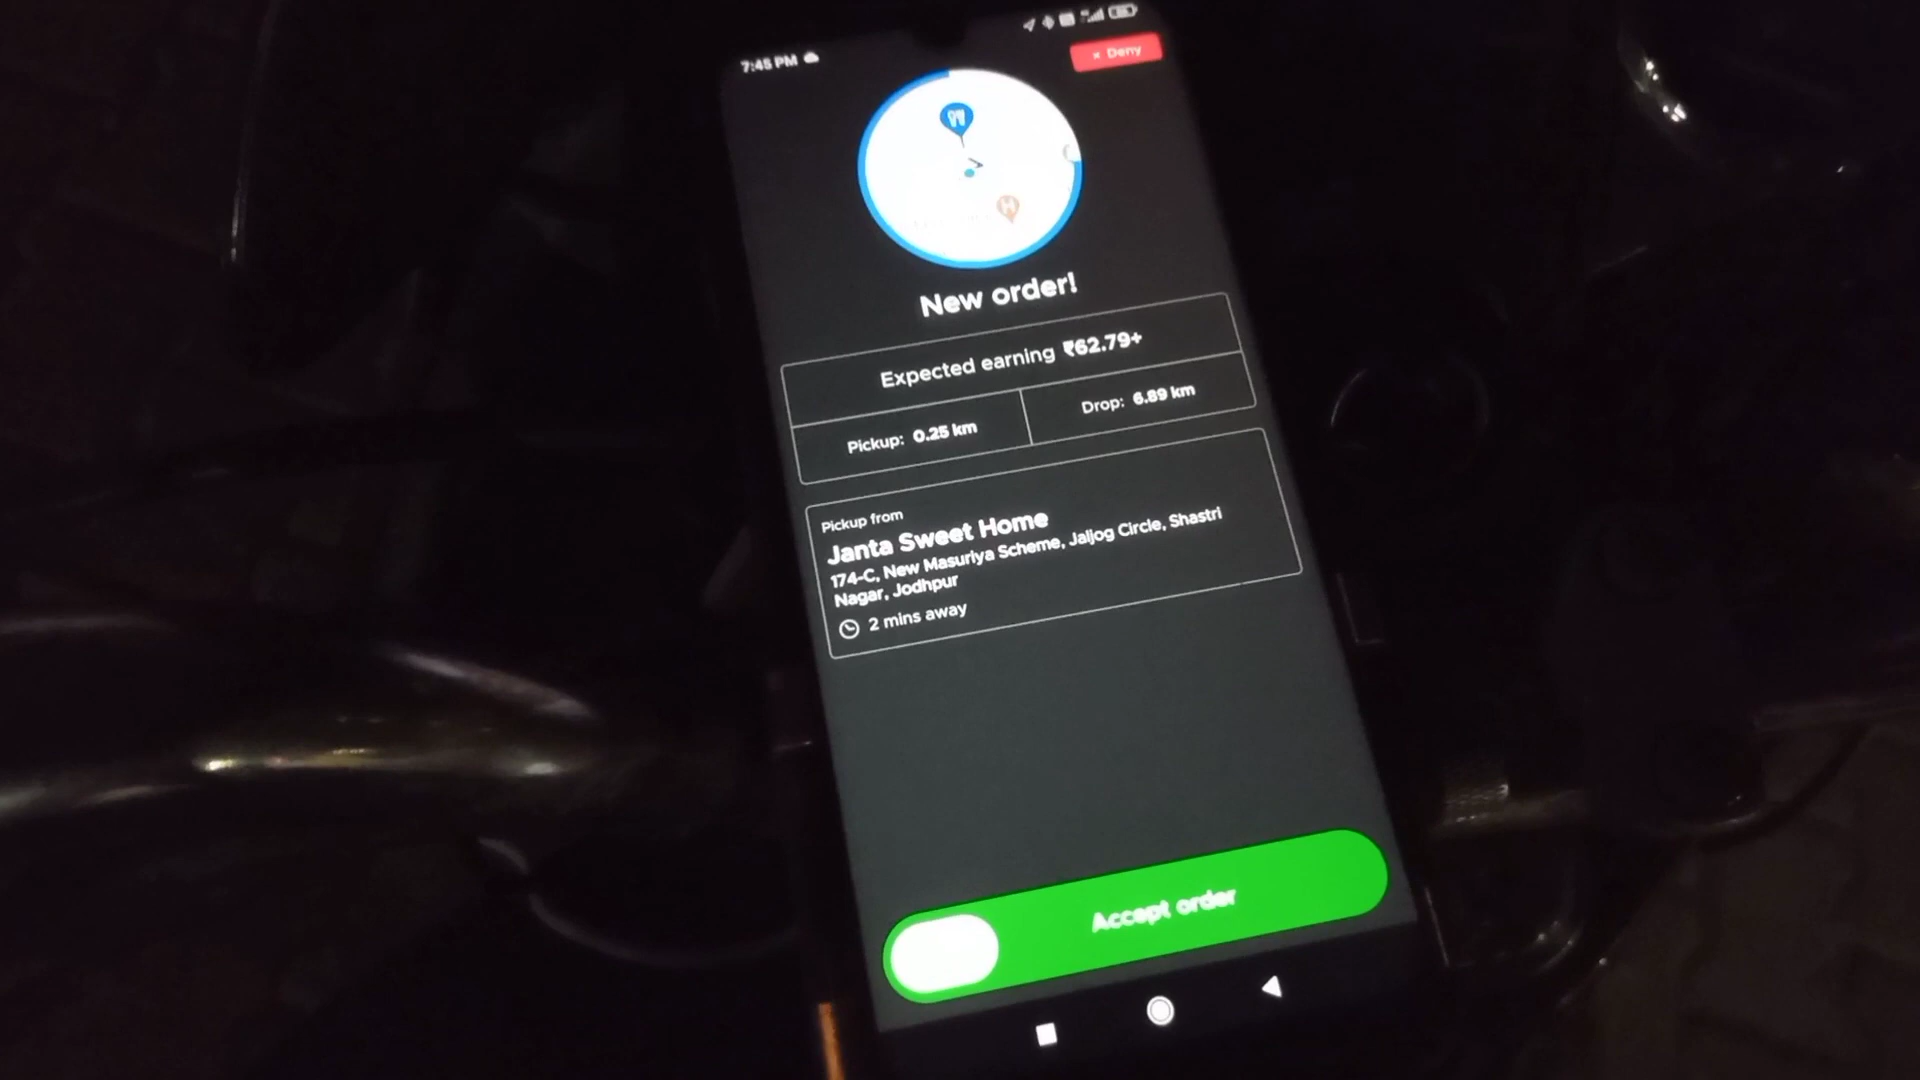 7:45 PM
× Deny
New order!
Expected earning ₹62.79+
Pickup: 0.25 km
Drop: 6.89 km
Pickup from
Janta Sweet Home
174-C, New Masuriya Scheme, Jaljog Circle, Shastri
Nagar, Jodhpur
2 mins away
Accept order